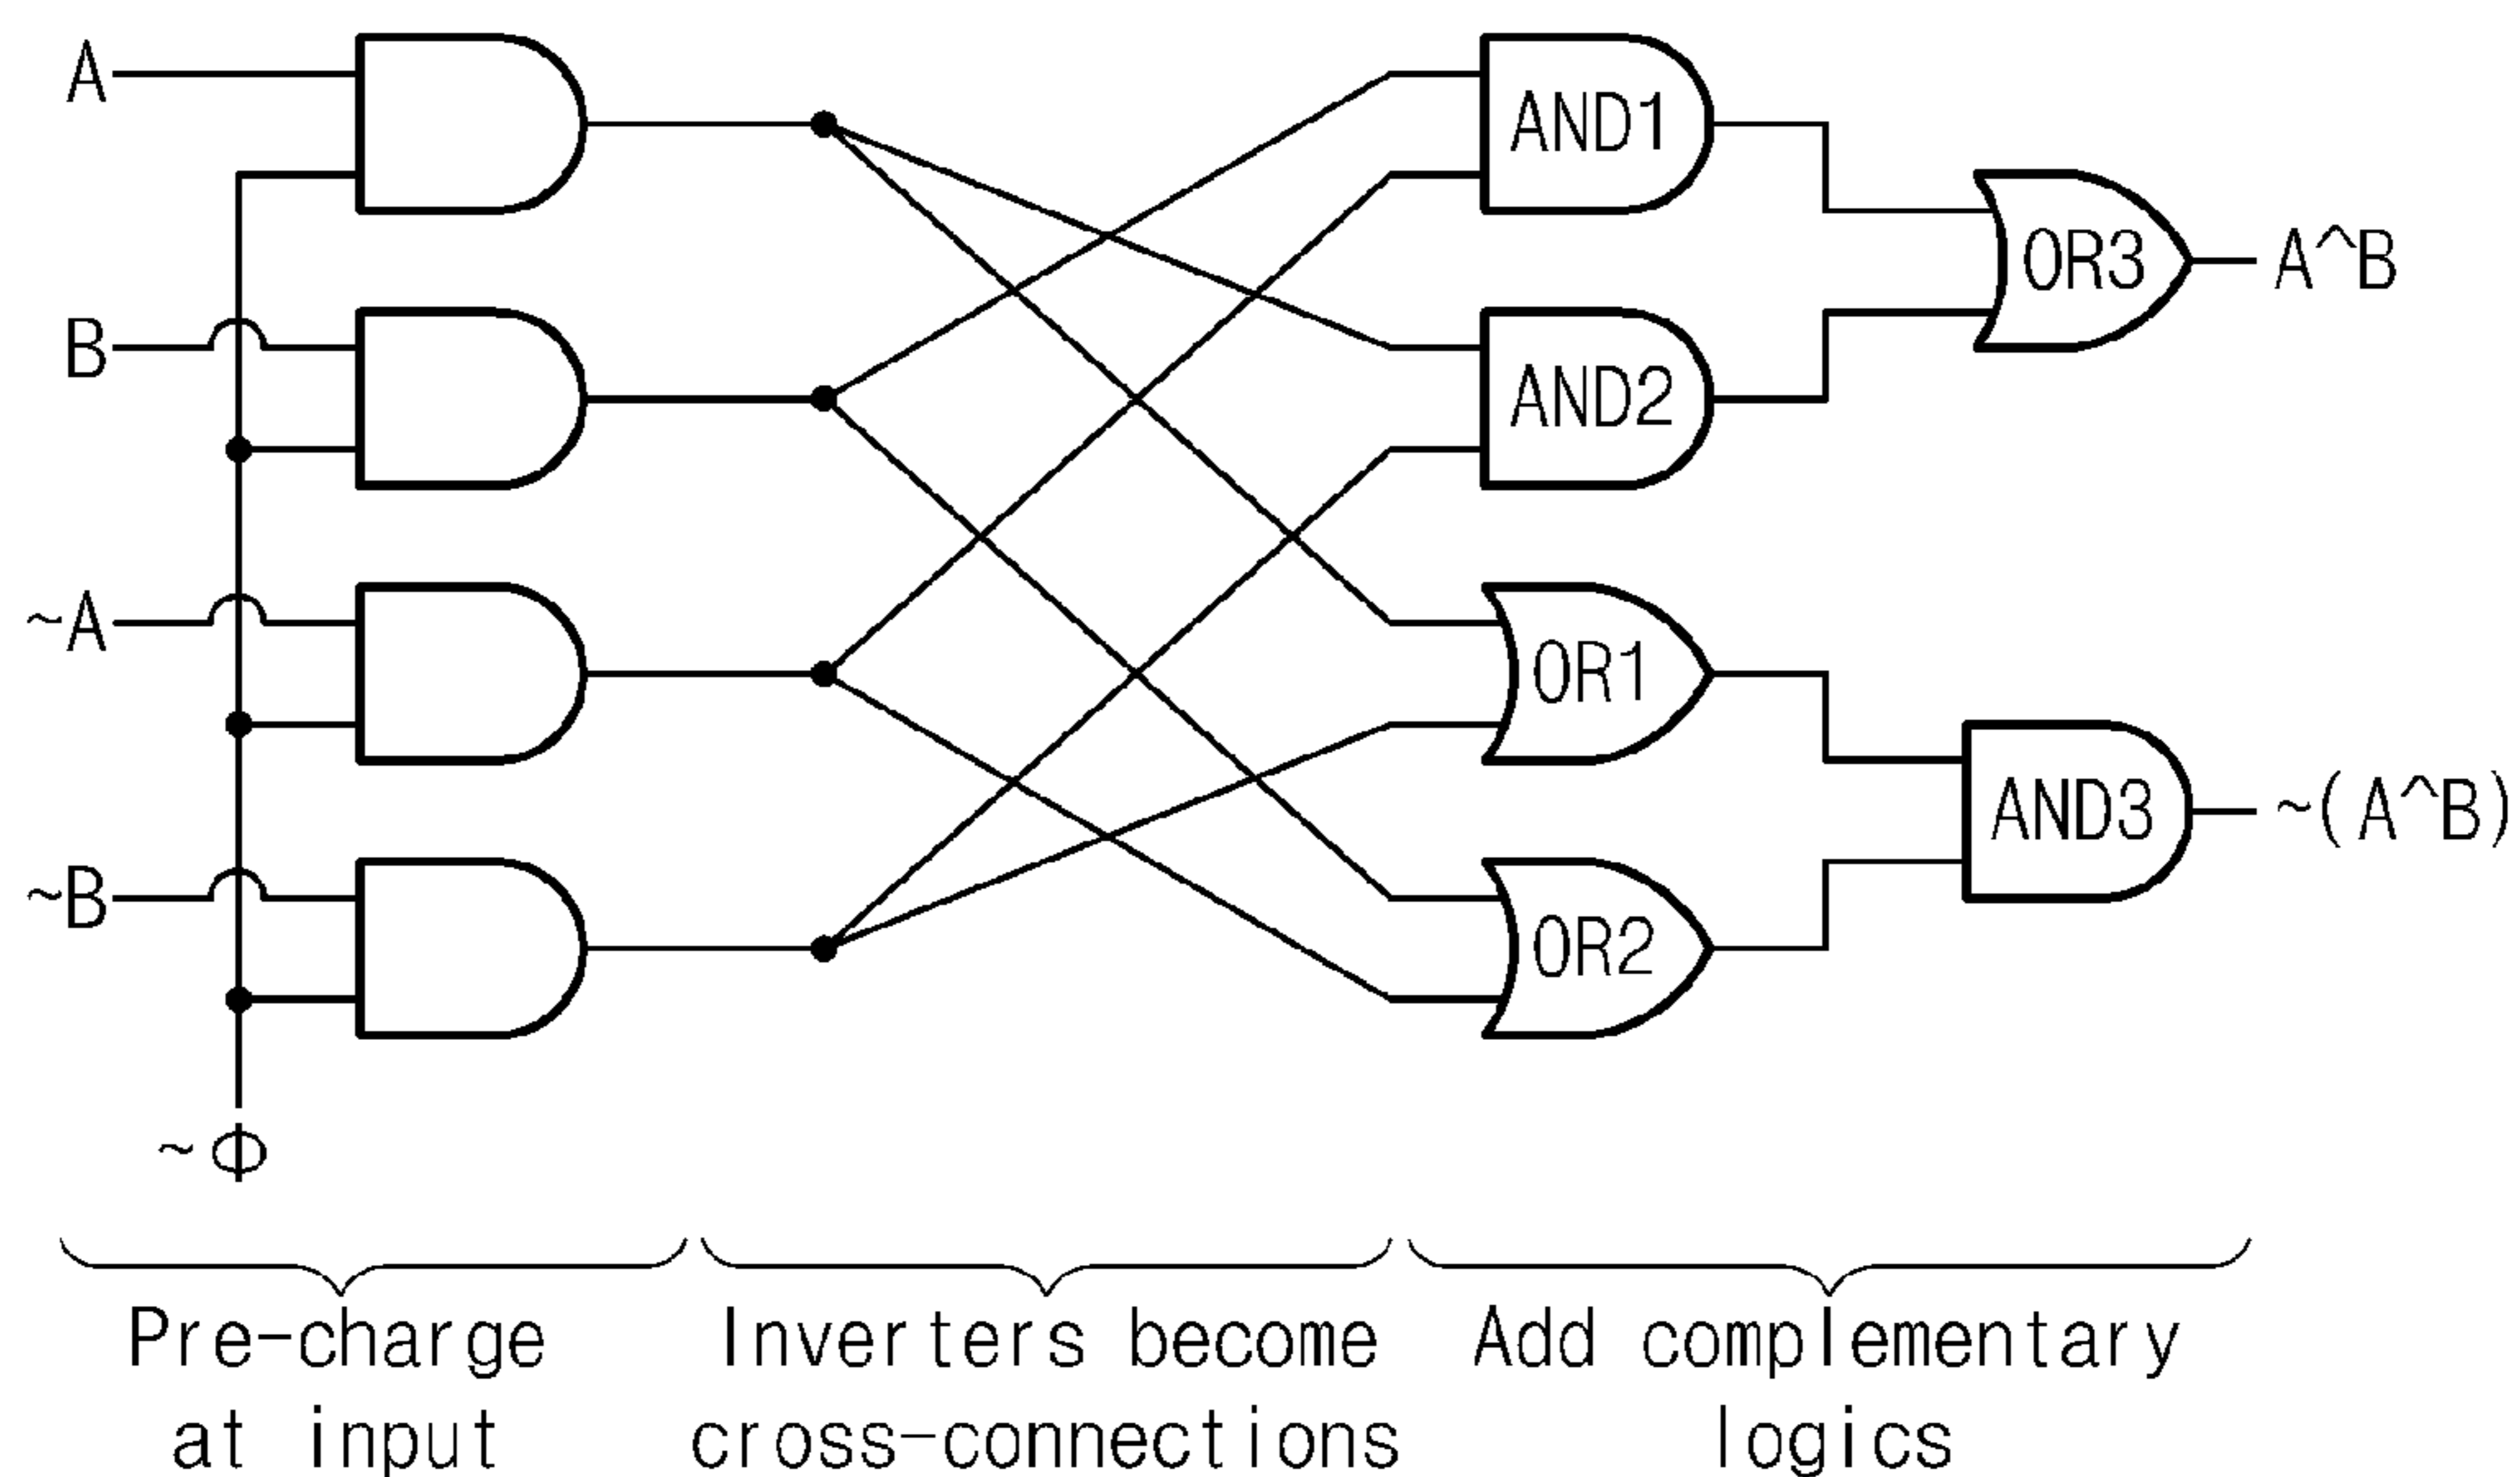 A
AND1
OR3
A^B
B
AND2
~A
OR1
AND3
~(A^B)
~B
OR2
~Φ
Pre-charge
at input
Inverters become
cross-connections
Add complementary
logics